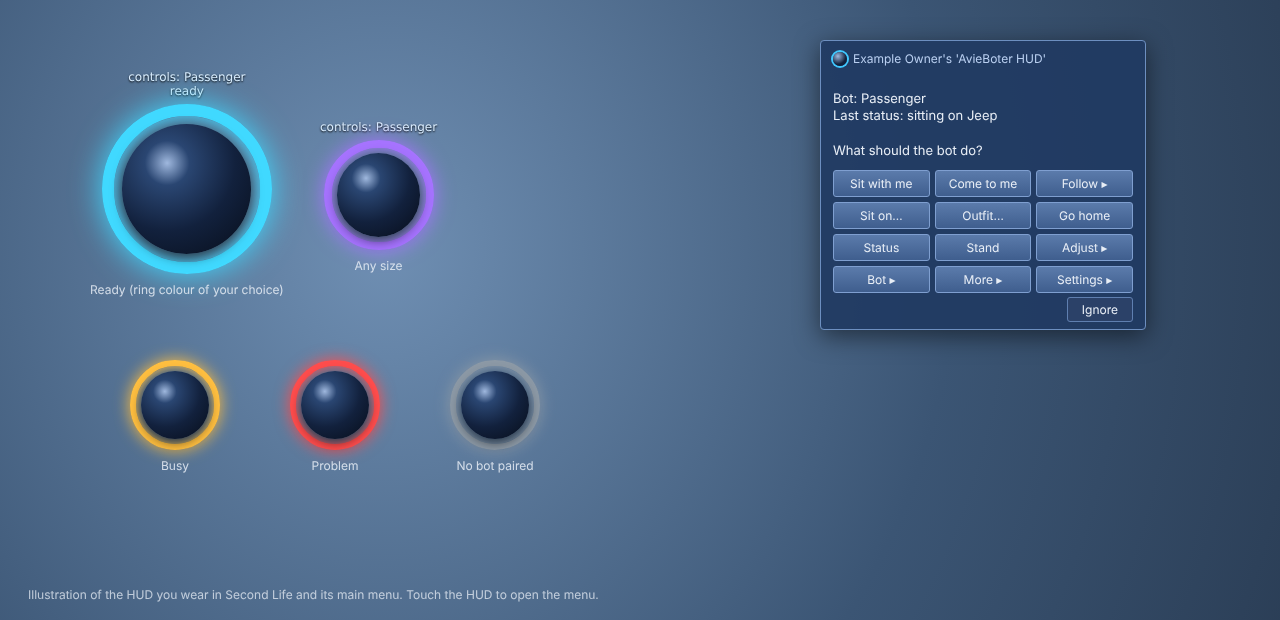 controls: Passenger
ready
controls: Passenger
Any size
Ready (ring colour of your choice)
Busy
Problem
No bot paired
Example Owner's 'AvieBoter HUD'
Bot: Passenger
Last status: sitting on Jeep
What should the bot do?
Sit with me
Come to me
Follow ▸
Sit on...
Outfit...
Go home
Status
Stand
Adjust ▸
Bot ▸
More ▸
Settings ▸
Ignore
Illustration of the HUD you wear in Second Life and its main menu. Touch the HUD to open the menu.